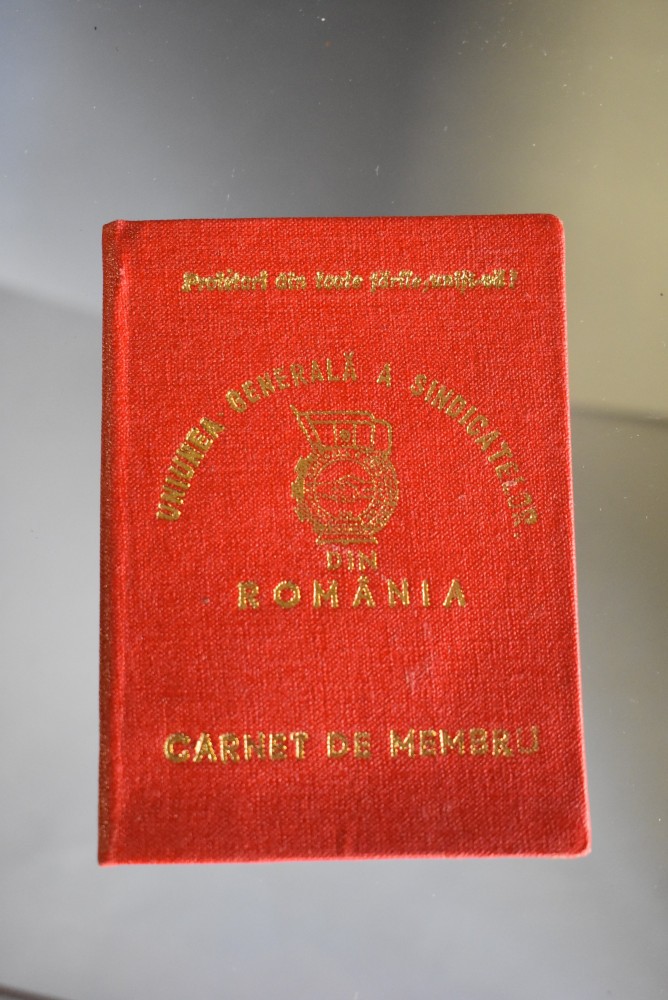 Proletari din toate țările, uniți-vă!
UNIUNEA GENERALĂ A SINDICATELOR
DIN
ROMÂNIA
CARNET DE MEMBRU